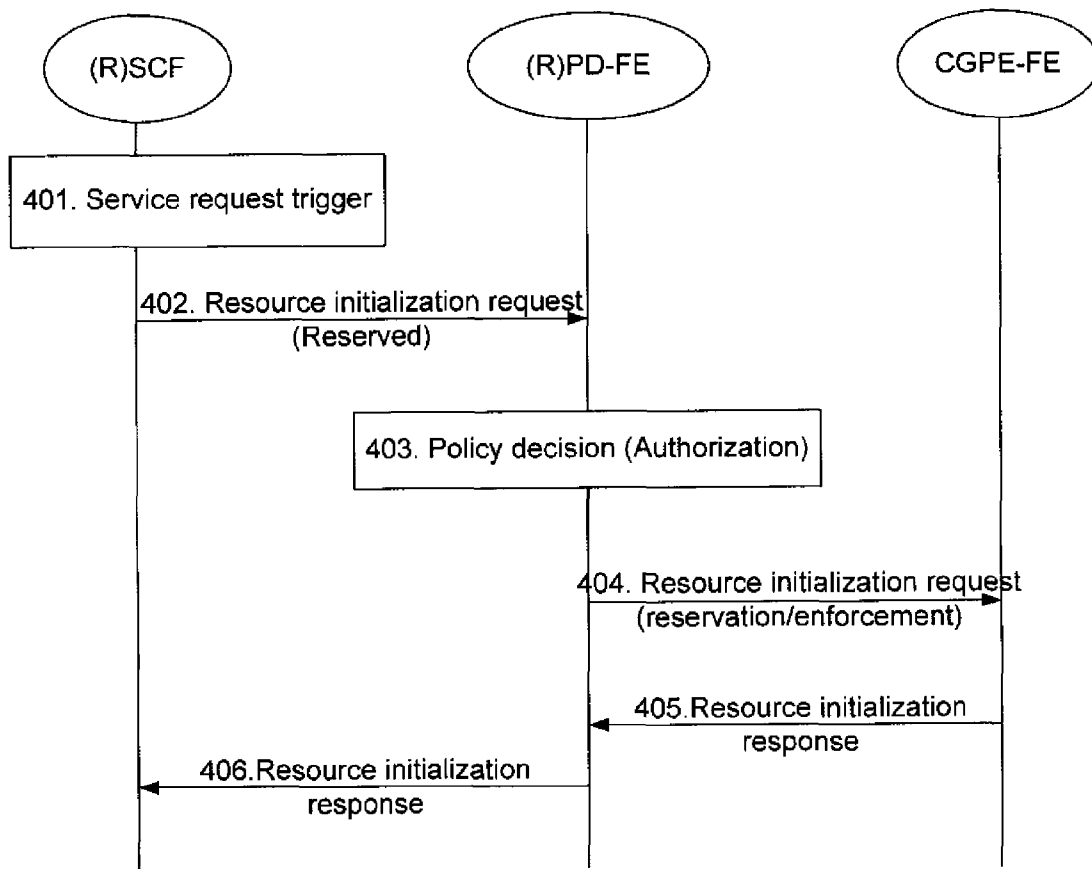 (R)SCF
(R)PD-FE
CGPE-FE
401. Service request trigger
402. Resource initialization request
(Reserved)
403. Policy decision (Authorization)
404. Resource initialization request
(reservation/enforcement)
405.Resource initialization
response
406.Resource initialization
response